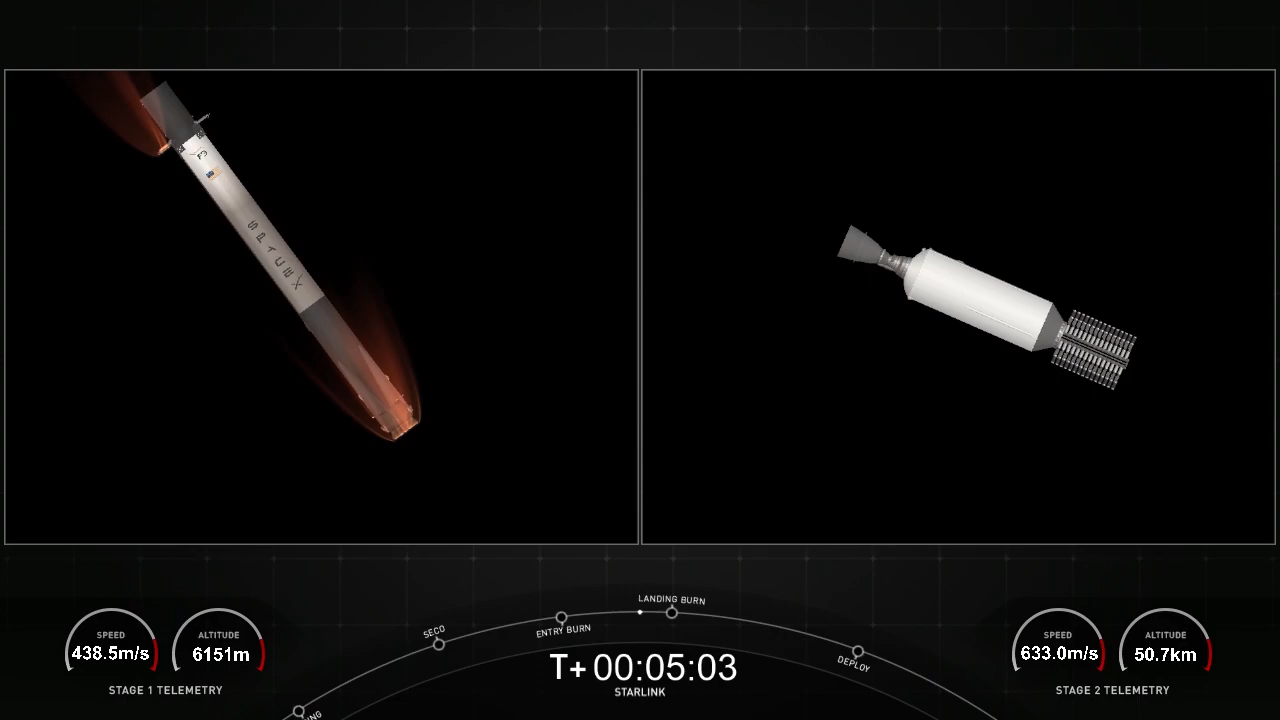 F9
SPACEX
SPEED
438.5m/s
ALTITUDE
6151m
STAGE 1 TELEMETRY
SECO
ENTRY BURN
LANDING BURN
DEPLOY
T+ 00:05:03
STARLINK
SPEED
633.0m/s
ALTITUDE
50.7km
STAGE 2 TELEMETRY